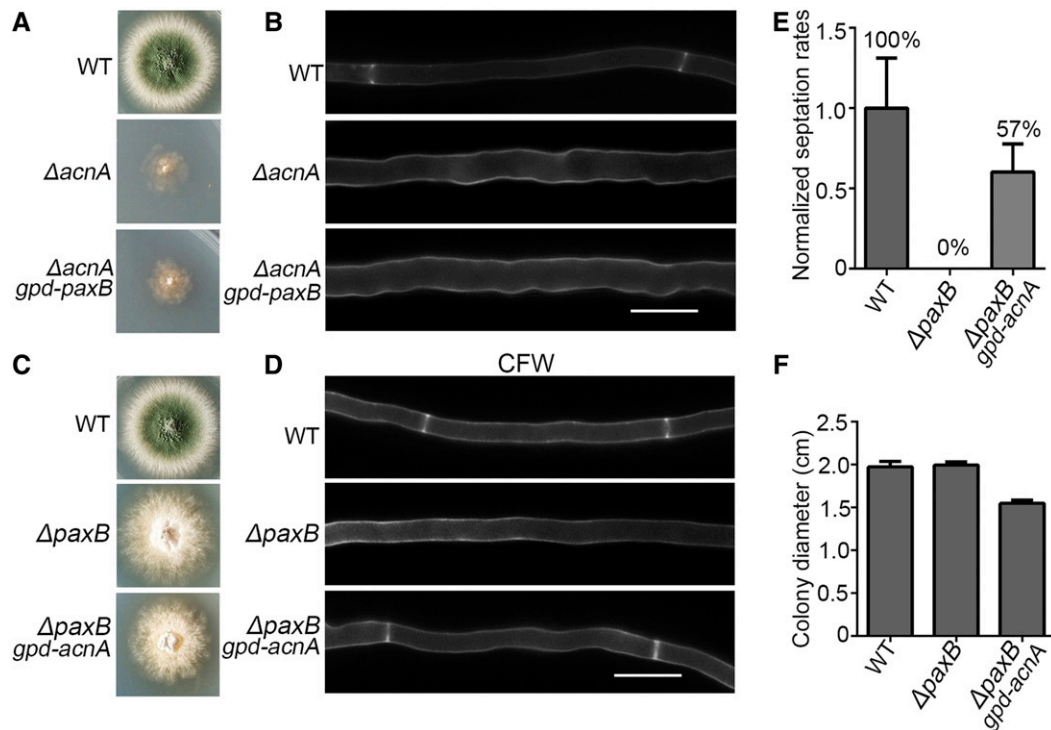 A
WT
ΔacnA
ΔacnA
gpd-paxB
B
WT
ΔacnA
ΔacnA
gpd-paxB
C
WT
ΔpaxB
ΔpaxB
gpd-acnA
D
CFW
WT
ΔpaxB
ΔpaxB
gpd-acnA
E
Normalized septation rates
1.5
1.0
0.5
0
100%
0%
57%
WT
ΔpaxB
ΔpaxB
gpd-acnA
F
Colony diameter (cm)
2.5
2.0
1.5
1.0
0.5
0
WT
ΔpaxB
ΔpaxB
gpd-acnA